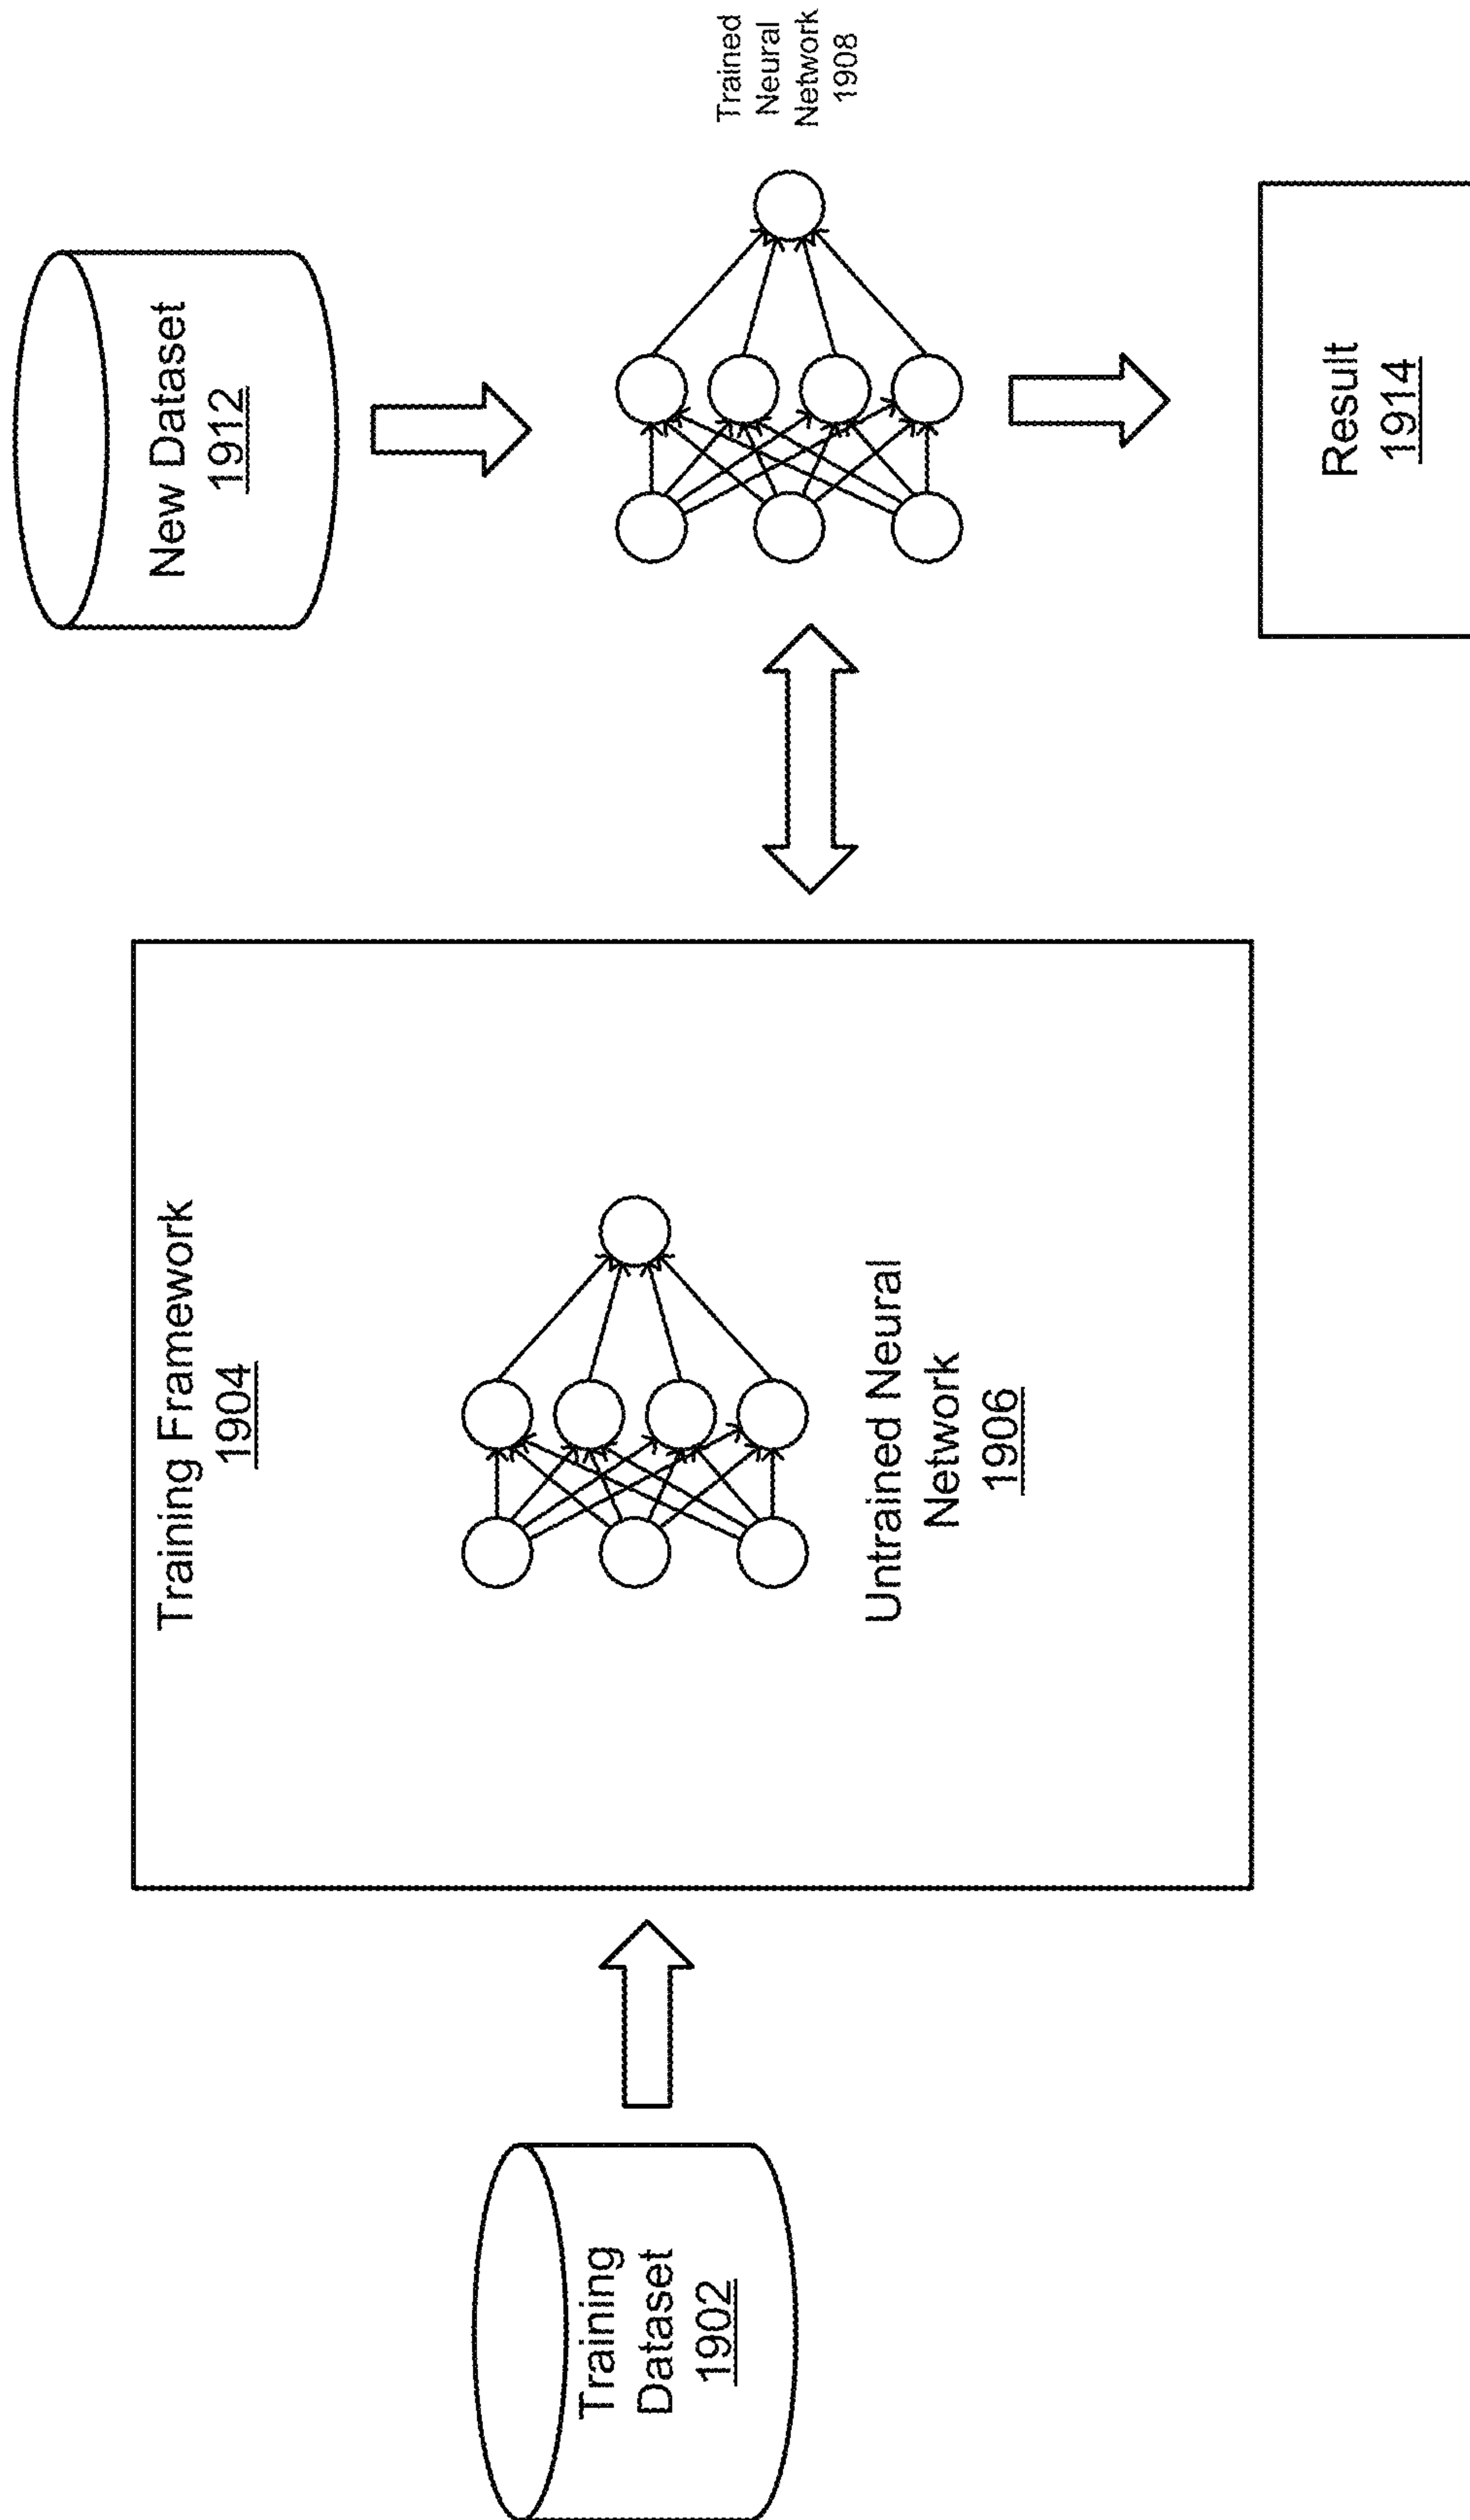 Training
Dataset
1902
Training Framework
1904
Untrained Neural
Network
1906
New Dataset
1912
Trained
Neural
Network
1908
Result
1914